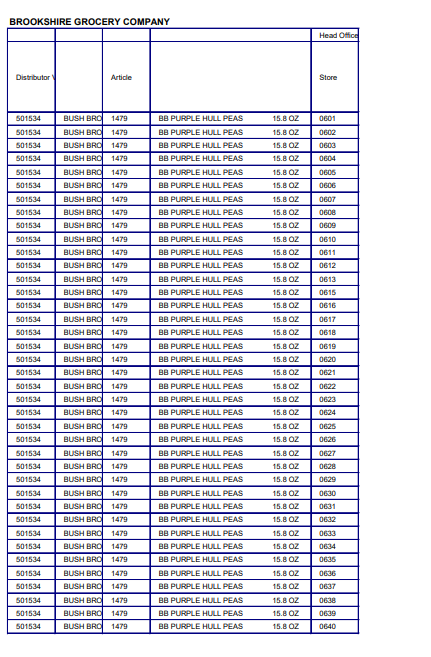 BROOKSHIRE GROCERY COMPANY
Head Office
Distributor Article Store
501534 BUSH BRO 1479 BB PURPLE HULL PEAS 15.8 OZ 0601
501534 BUSH BRO 1479 BB PURPLE HULL PEAS 15.8 OZ 0602
501534 BUSH BRO 1479 BB PURPLE HULL PEAS 15.8 OZ 0603
501534 BUSH BRO 1479 BB PURPLE HULL PEAS 15.8 OZ 0604
501534 BUSH BRO 1479 BB PURPLE HULL PEAS 15.8 OZ 0605
501534 BUSH BRO 1479 BB PURPLE HULL PEAS 15.8 OZ 0606
501534 BUSH BRO 1479 BB PURPLE HULL PEAS 15.8 OZ 0607
501534 BUSH BRO 1479 BB PURPLE HULL PEAS 15.8 OZ 0608
501534 BUSH BRO 1479 BB PURPLE HULL PEAS 15.8 OZ 0609
501534 BUSH BRO 1479 BB PURPLE HULL PEAS 15.8 OZ 0610
501534 BUSH BRO 1479 BB PURPLE HULL PEAS 15.8 OZ 0611
501534 BUSH BRO 1479 BB PURPLE HULL PEAS 15.8 OZ 0612
501534 BUSH BRO 1479 BB PURPLE HULL PEAS 15.8 OZ 0613
501534 BUSH BRO 1479 BB PURPLE HULL PEAS 15.8 OZ 0615
501534 BUSH BRO 1479 BB PURPLE HULL PEAS 15.8 OZ 0616
501534 BUSH BRO 1479 BB PURPLE HULL PEAS 15.8 OZ 0617
501534 BUSH BRO 1479 BB PURPLE HULL PEAS 15.8 OZ 0618
501534 BUSH BRO 1479 BB PURPLE HULL PEAS 15.8 OZ 0619
501534 BUSH BRO 1479 BB PURPLE HULL PEAS 15.8 OZ 0620
501534 BUSH BRO 1479 BB PURPLE HULL PEAS 15.8 OZ 0621
501534 BUSH BRO 1479 BB PURPLE HULL PEAS 15.8 OZ 0622
501534 BUSH BRO 1479 BB PURPLE HULL PEAS 15.8 OZ 0623
501534 BUSH BRO 1479 BB PURPLE HULL PEAS 15.8 OZ 0624
501534 BUSH BRO 1479 BB PURPLE HULL PEAS 15.8 OZ 0625
501534 BUSH BRO 1479 BB PURPLE HULL PEAS 15.8 OZ 0626
501534 BUSH BRO 1479 BB PURPLE HULL PEAS 15.8 OZ 0627
501534 BUSH BRO 1479 BB PURPLE HULL PEAS 15.8 OZ 0628
501534 BUSH BRO 1479 BB PURPLE HULL PEAS 15.8 OZ 0629
501534 BUSH BRO 1479 BB PURPLE HULL PEAS 15.8 OZ 0630
501534 BUSH BRO 1479 BB PURPLE HULL PEAS 15.8 OZ 0631
501534 BUSH BRO 1479 BB PURPLE HULL PEAS 15.8 OZ 0632
501534 BUSH BRO 1479 BB PURPLE HULL PEAS 15.8 OZ 0633
501534 BUSH BRO 1479 BB PURPLE HULL PEAS 15.8 OZ 0634
501534 BUSH BRO 1479 BB PURPLE HULL PEAS 15.8 OZ 0635
501534 BUSH BRO 1479 BB PURPLE HULL PEAS 15.8 OZ 0636
501534 BUSH BRO 1479 BB PURPLE HULL PEAS 15.8 OZ 0637
501534 BUSH BRO 1479 BB PURPLE HULL PEAS 15.8 OZ 0638
501534 BUSH BRO 1479 BB PURPLE HULL PEAS 15.8 OZ 0639
501534 BUSH BRO 1479 BB PURPLE HULL PEAS 15.8 OZ 0640